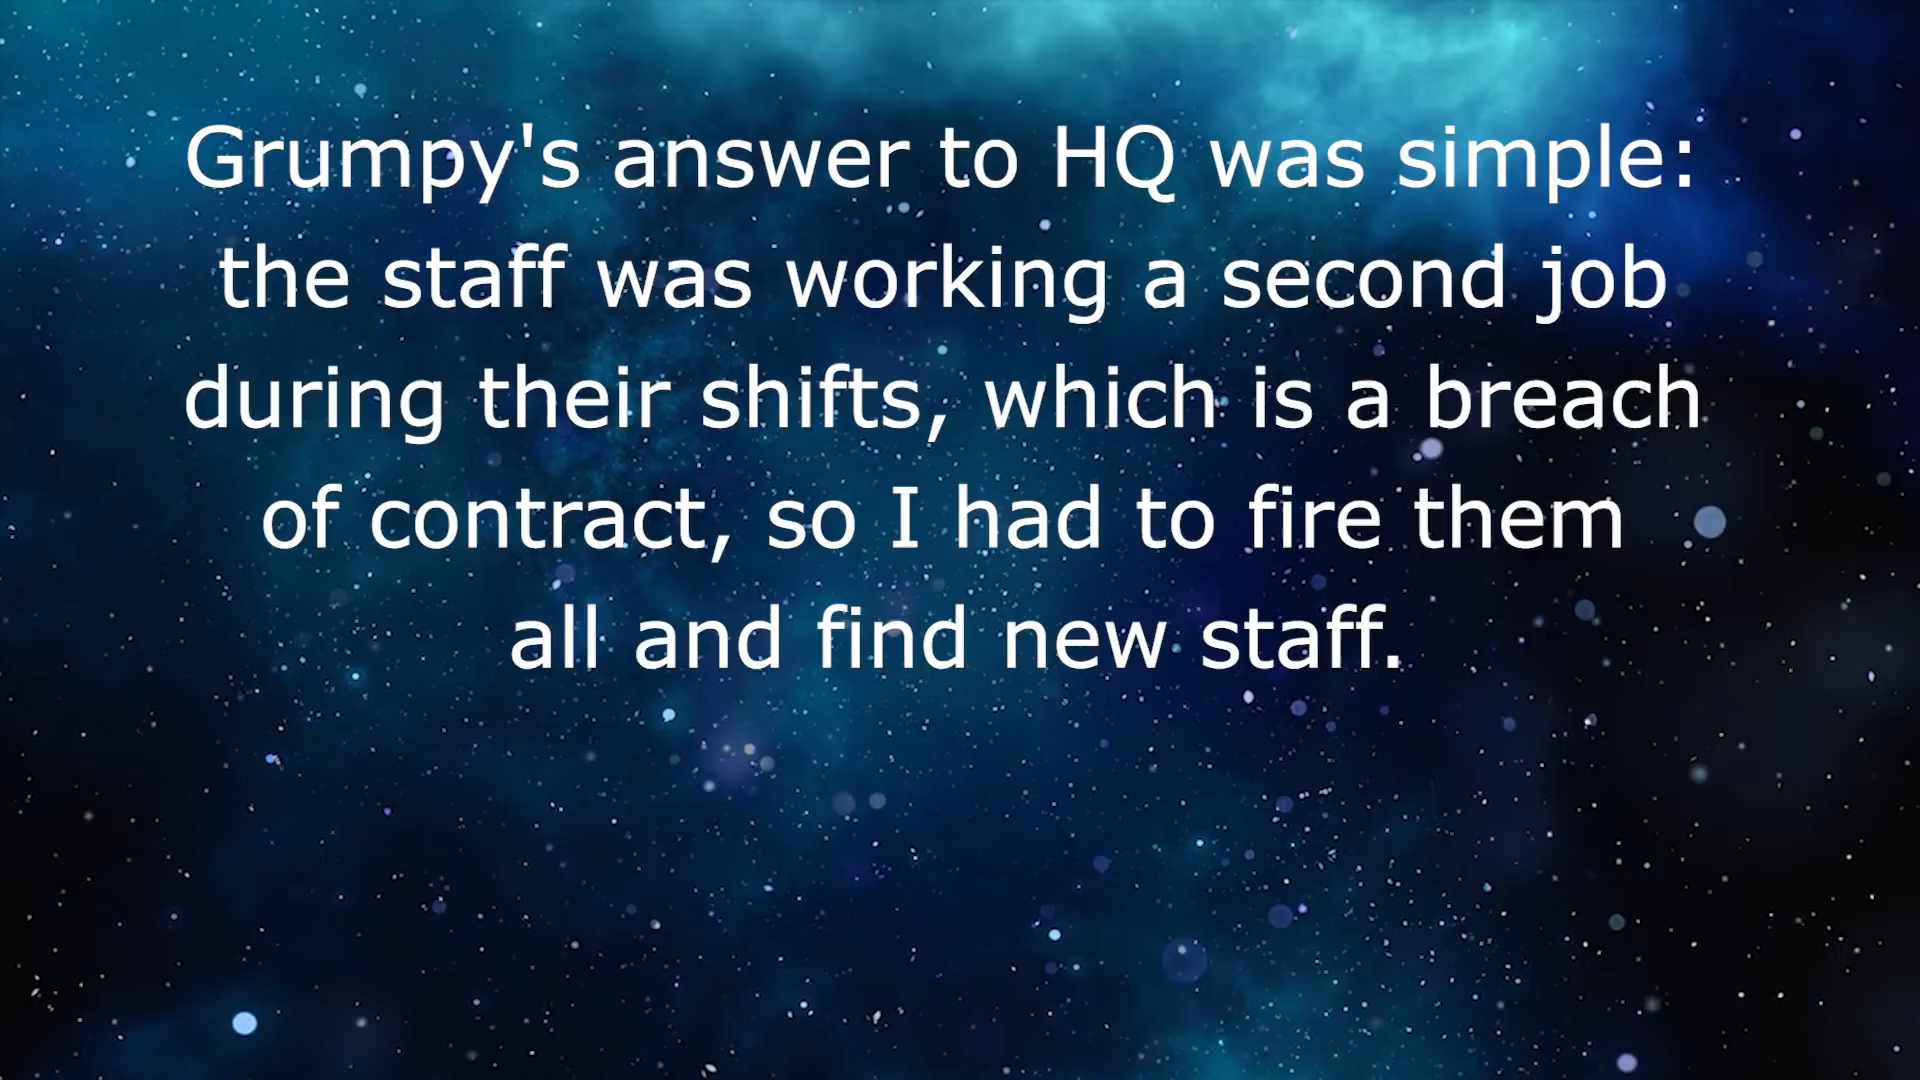 Grumpy's answer to HQ was simple:
the staff was working a second job
during their shifts, which is a breach
of contract, so I had to fire them
all and find new staff.